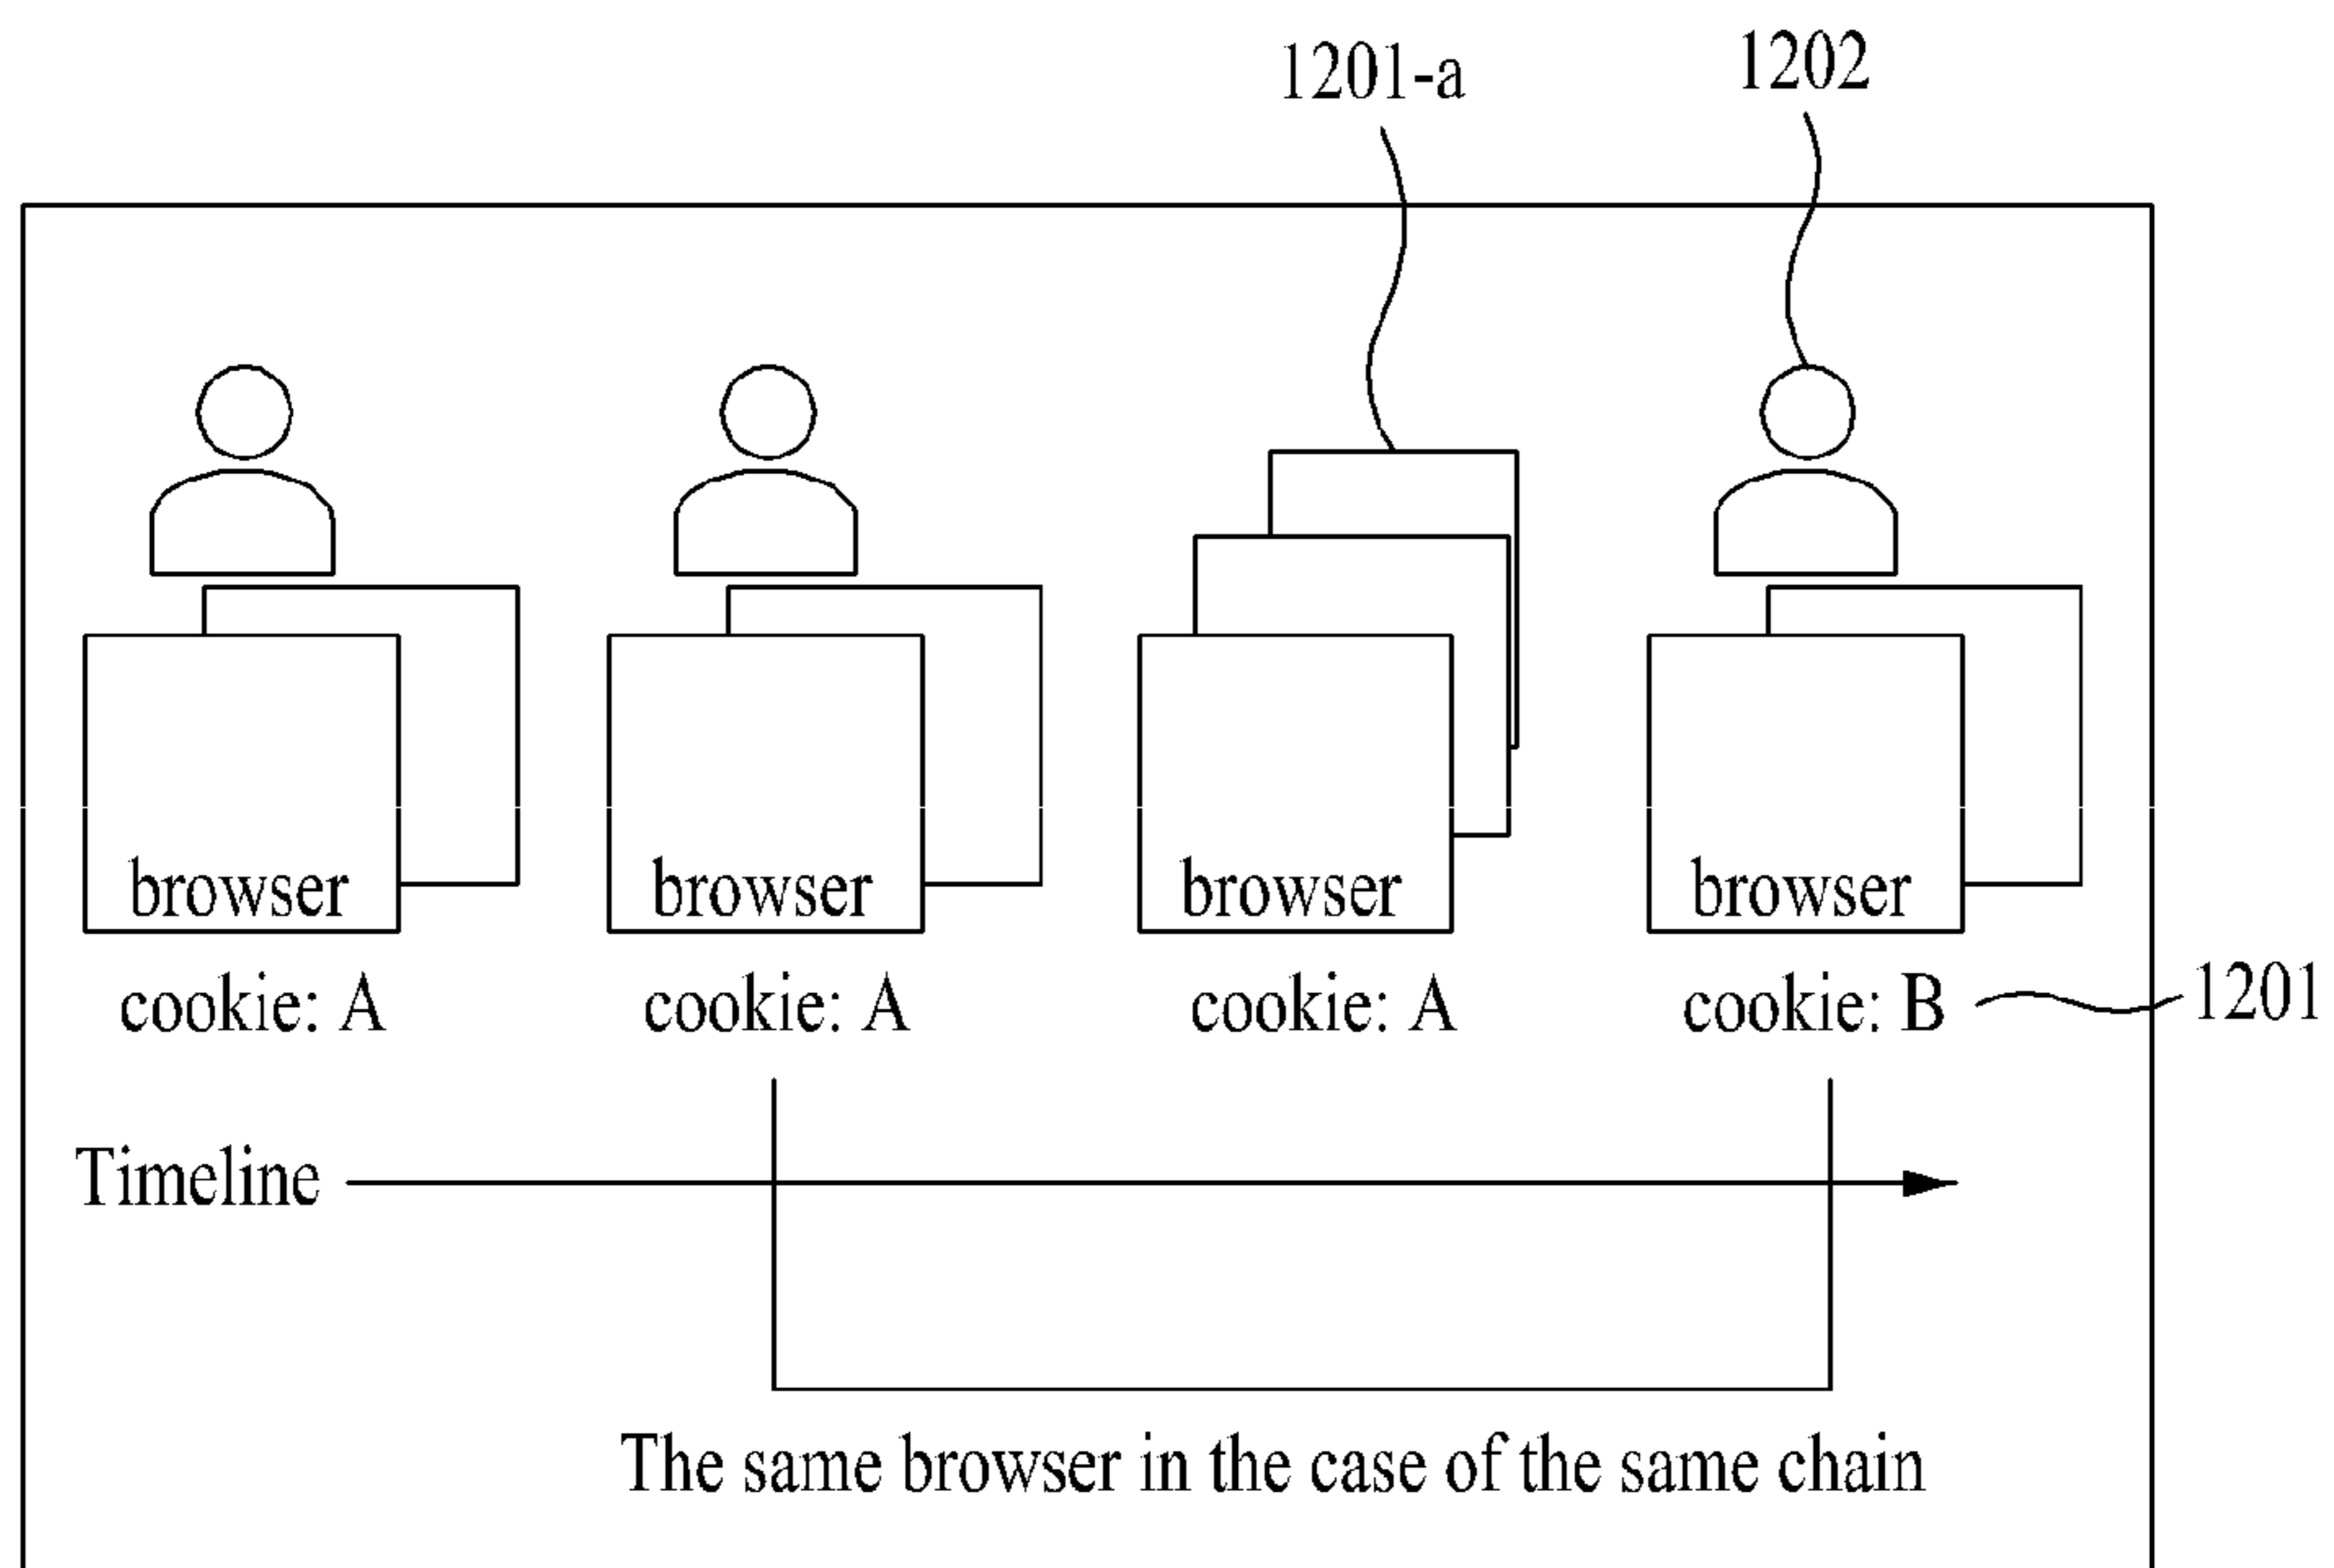 1201-a
1202
browser
browser
browser
browser
cookie: A
cookie: A
cookie: A
cookie: B
1201
Timeline
The same browser in the case of the same chain